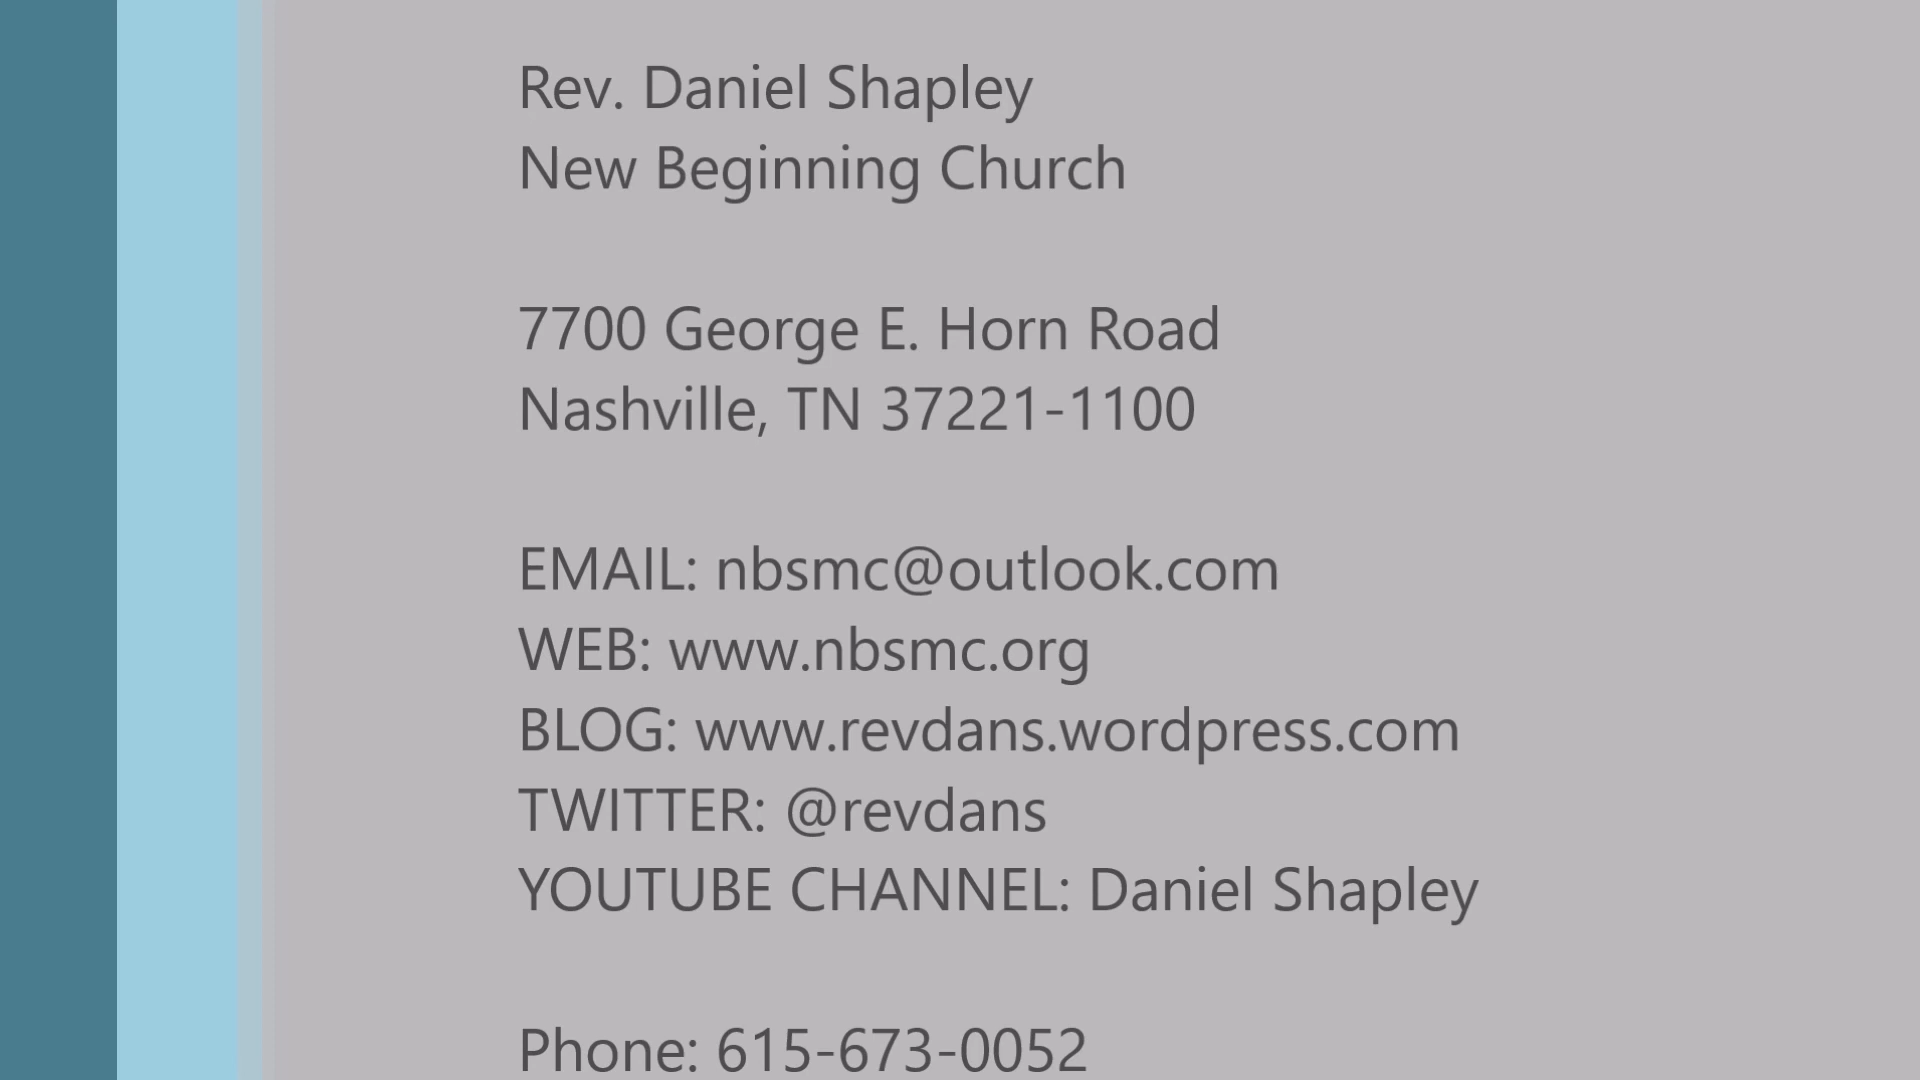 Rev. Daniel Shapley
New Beginning Church
7700 George E. Horn Road
Nashville, TN 37221-1100
EMAIL: nbsmc@outlook.com
WEB: www.nbsmc.org
BLOG: www.revdans.wordpress.com
TWITTER: @revdans
YOUTUBE CHANNEL: Daniel Shapley
Phone: 615-673-0052